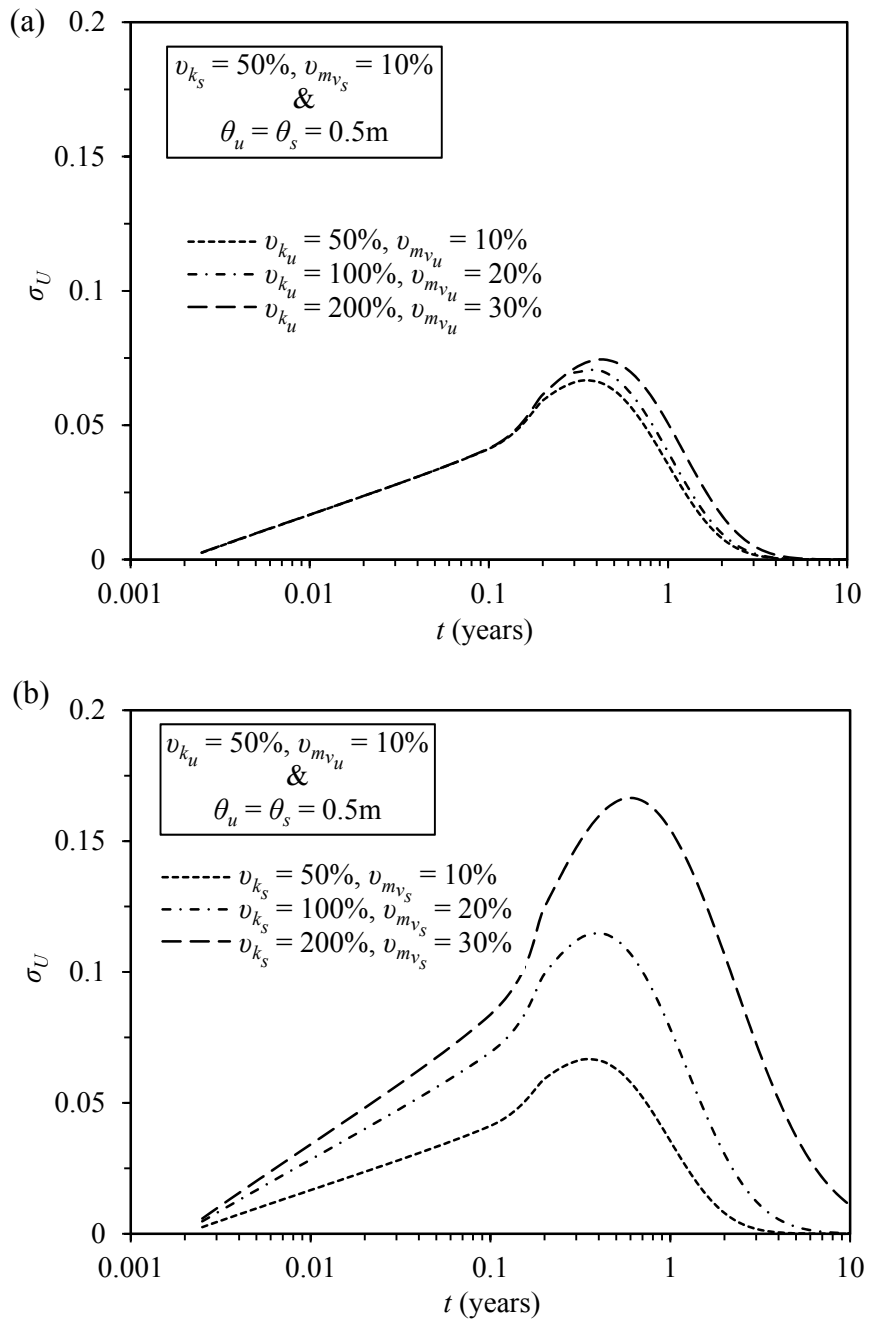 (a)
0.2
0.15
0.1
0.05
0
σU
υks = 50%, υmvs = 10%
&
θu = θs = 0.5m
υku = 50%, υmvu = 10%
υku = 100%, υmvu = 20%
υku = 200%, υmvu = 30%
0.001 0.01 0.1 1 10
t (years)
(b)
0.2
0.15
0.1
0.05
0
σU
υku = 50%, υmvu = 10%
&
θu = θs = 0.5m
υks = 50%, υmvs = 10%
υks = 100%, υmvs = 20%
υks = 200%, υmvs = 30%
0.001 0.01 0.1 1 10
t (years)